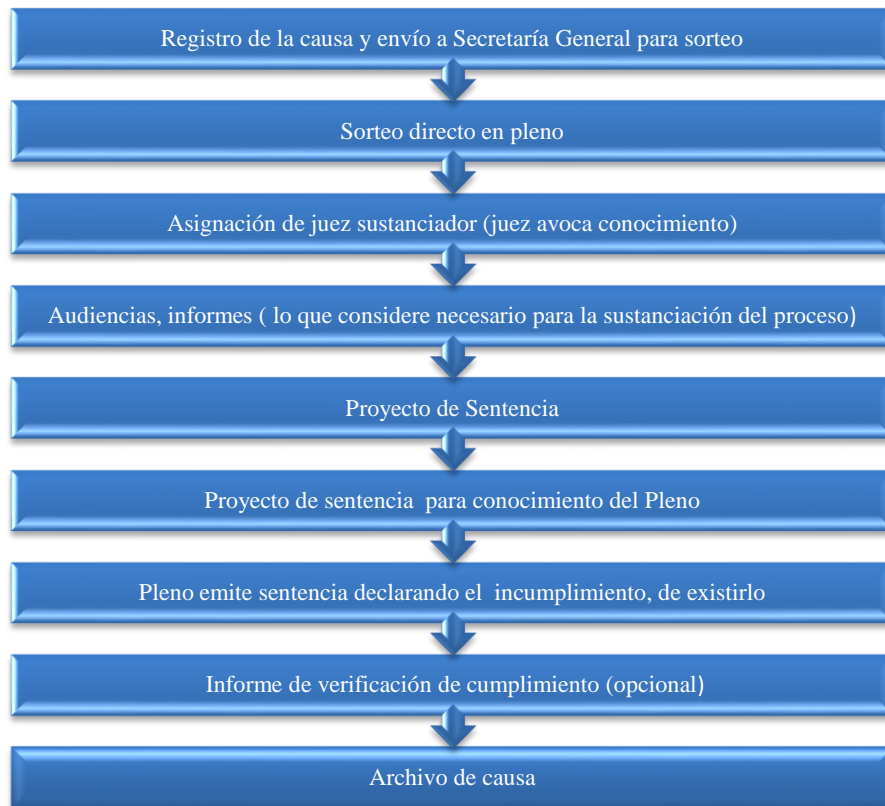 Registro de la causa y envío a Secretaría General para sorteo
Sorteo directo en pleno
Asignación de juez sustanciador (juez avoca conocimiento)
Audiencias, informes ( lo que considere necesario para la sustanciación del proceso)
Proyecto de Sentencia
Proyecto de sentencia para conocimiento del Pleno
Pleno emite sentencia declarando el incumplimiento, de existirlo
Informe de verificación de cumplimiento (opcional)
Archivo de causa